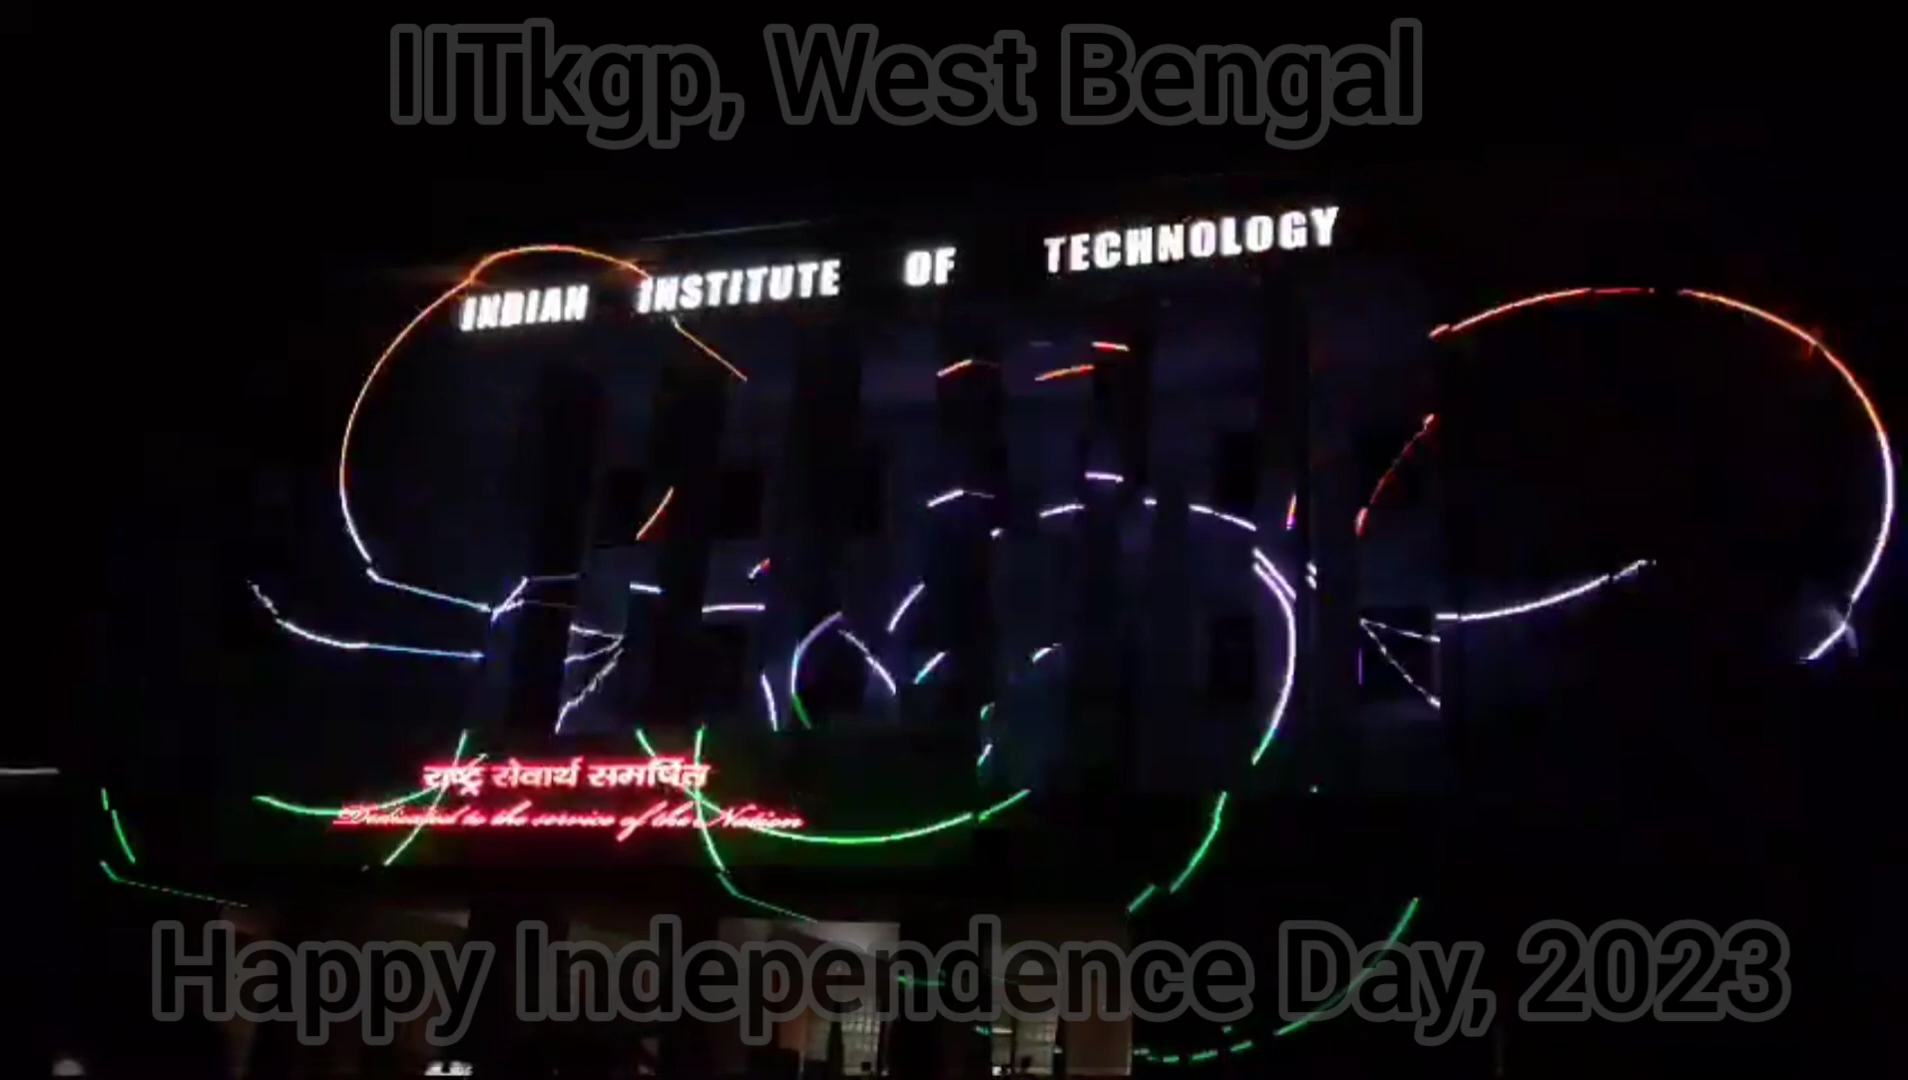 IITkgp, West Bengal
INDIAN INSTITUTE OF TECHNOLOGY
राष्ट्र सेवार्थ समर्पित
Dedicated to the service of the Nation
Happy Independence Day, 2023